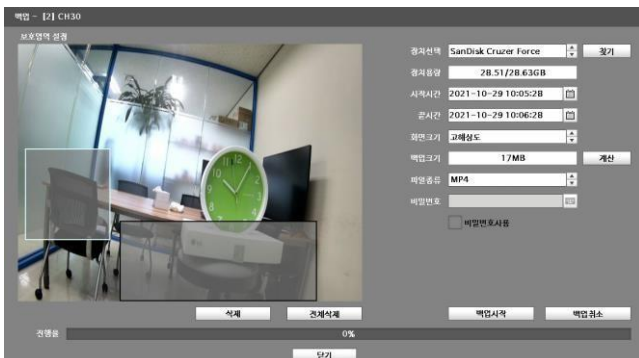 백업 - [2] CH30
보호영역 설정
장치선택 SanDisk Cruzer Force 찾기
장치용량 28.51/28.63GB
시작시간 2021-10-29 10:05:28
끝시간 2021-10-29 10:06:28
화면크기 고해상도
백업크기 17MB 계산
파일종류 MP4
비밀번호
비밀번호사용
삭제 전체삭제 백업시작 백업취소
진행율 0%
닫기